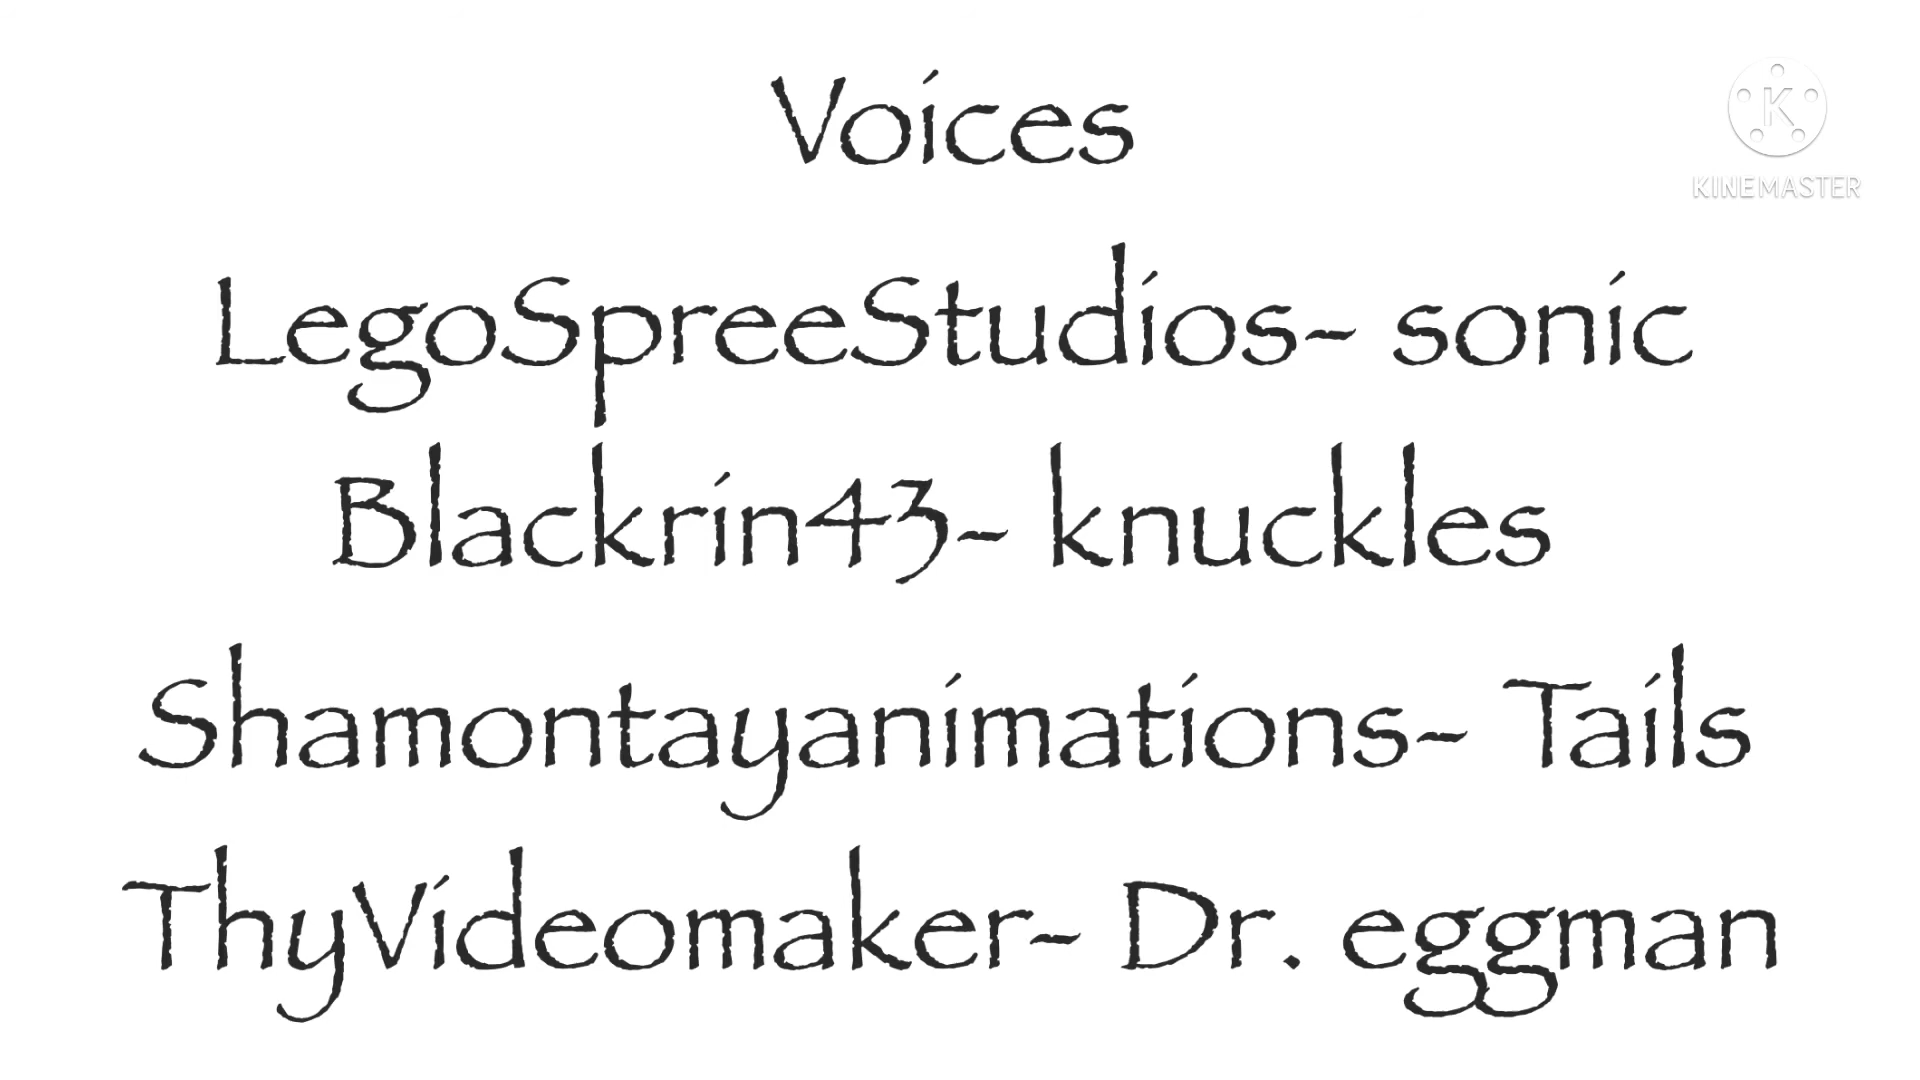 Voices
K
KINEMASTER
LegoSpreeStudios- sonic
Blackrin43- knuckles
Shamontayanimations- Tails
ThyVideomaker- Dr. eggman